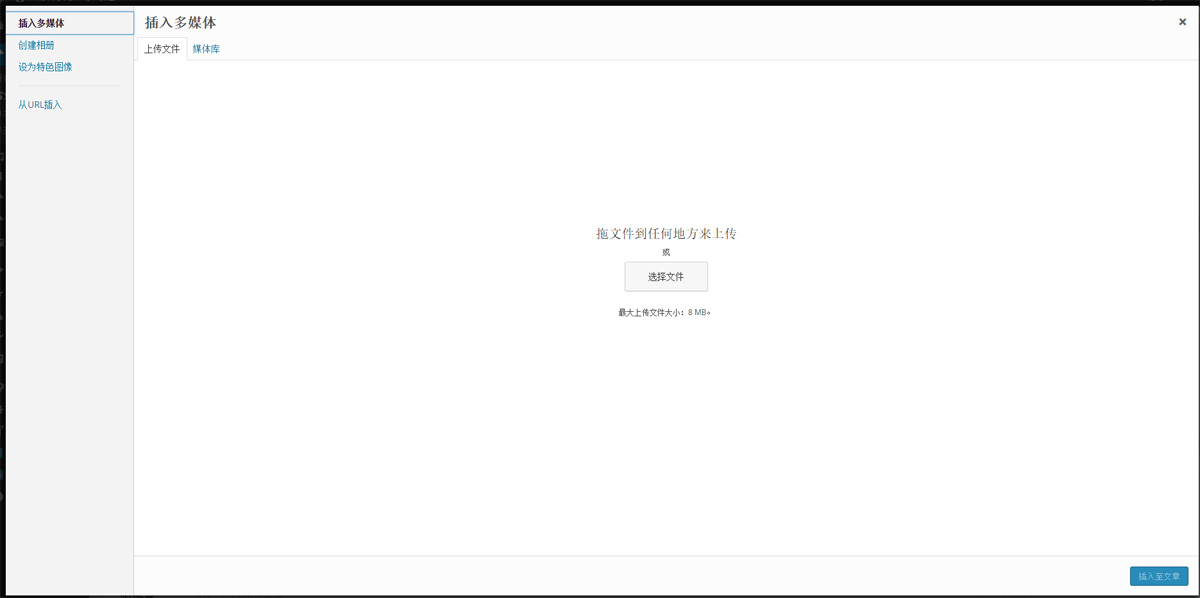 插入多媒体
创建相册
设为特色图像
从URL插入
插入多媒体
×
上传文件 媒体库
拖文件到任何地方来上传
或
选择文件
最大上传文件大小：8 MB。
插入至文章